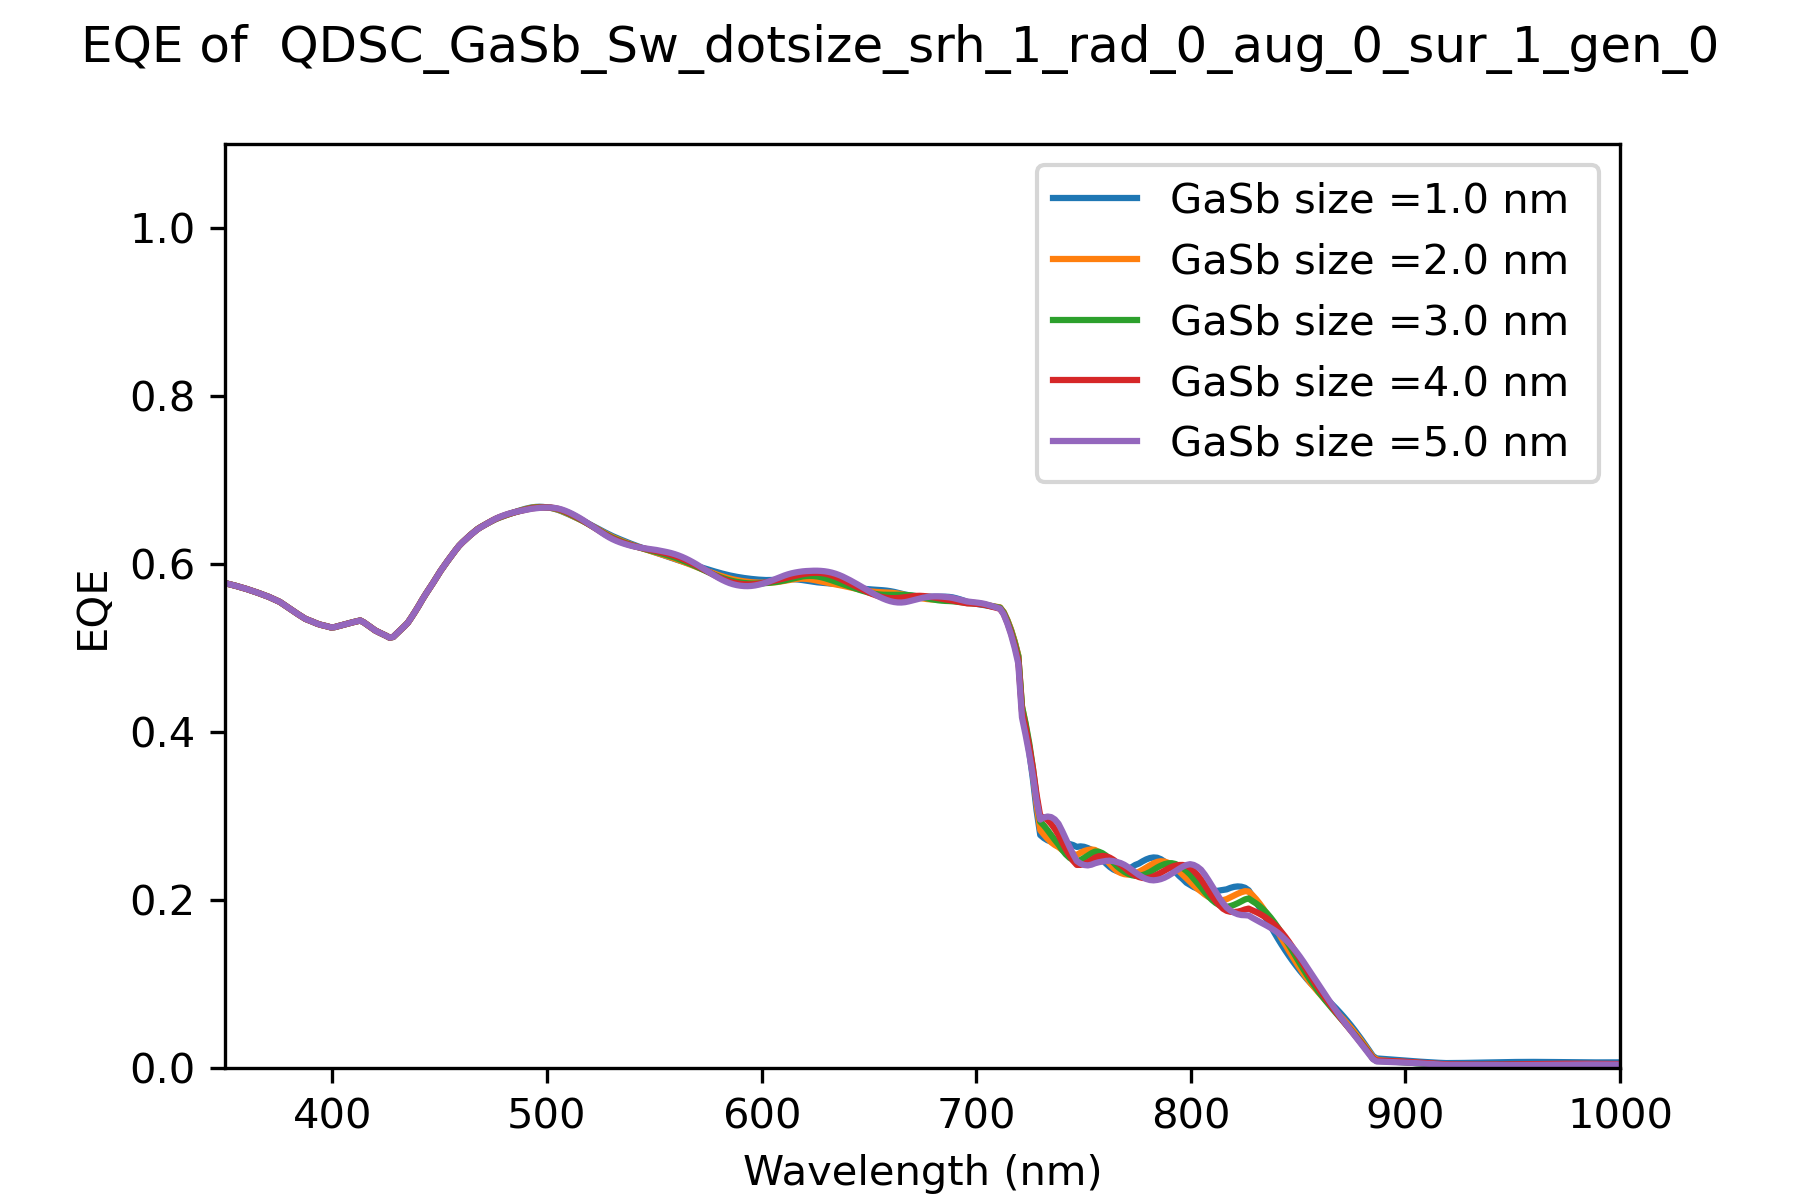 EQE of  QDSC_GaSb_Sw_dotsize_srh_1_rad_0_aug_0_sur_1_gen_0
GaSb size =1.0 nm
GaSb size =2.0 nm
GaSb size =3.0 nm
GaSb size =4.0 nm
GaSb size =5.0 nm
1.0
0.8
0.6
0.4
0.2
0.0
EQE
400 500 600 700 800 900 1000
Wavelength (nm)